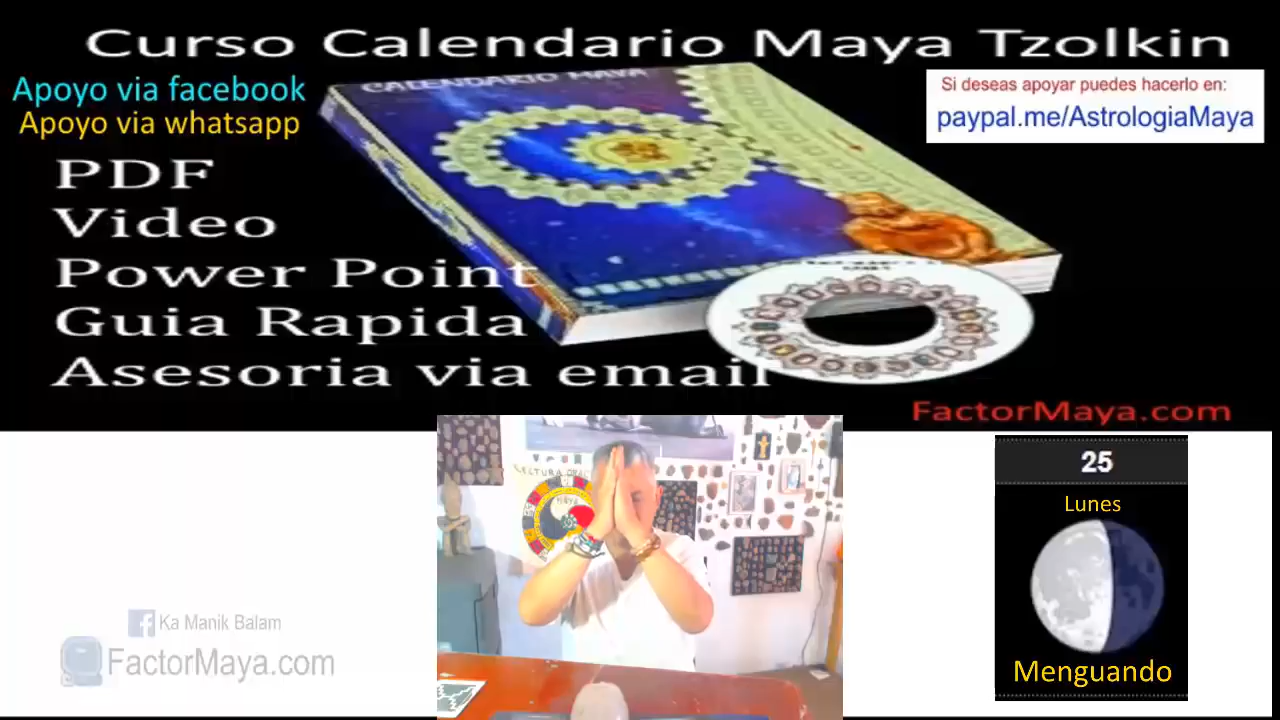 Curso Calendario Maya Tzolkin
Apoyo via facebook
Apoyo via whatsapp
Si deseas apoyar puedes hacerlo en:
paypal.me/AstrologiaMaya
CALENDARIO MAYA
PDF
Video
Power Point
Guia Rapida
Asesoria via email
FactorMaya.com
25
Lunes
Menguando
LECTURA
MAYA
Ka Manik Balam
FactorMaya.com